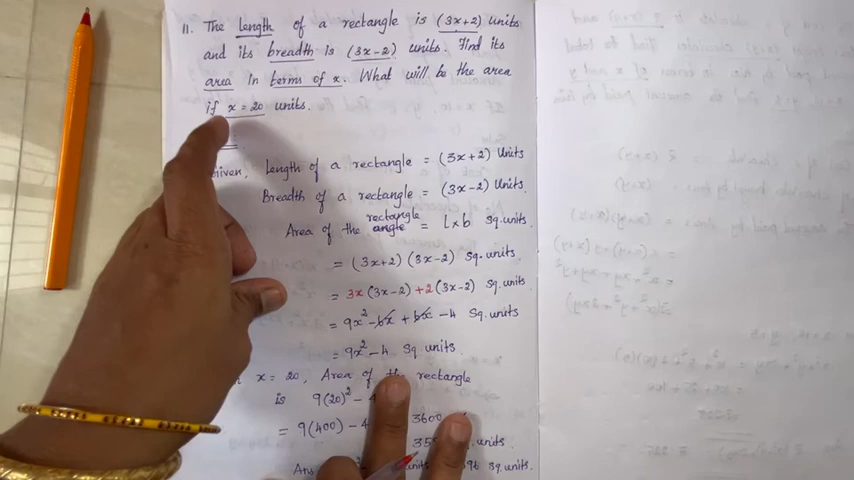 11. The length of a rectangle is (3x+2) units
and its breadth is (3x-2) units. Find its
area in terms of x. What will be the area
if x = 20 units.
Given, Length of a rectangle = (3x+2) Units
Breadth of a rectangle = (3x-2) Units.
Area of the rectangle = l×b Sq.units
= (3x+2) (3x-2) Sq.units
= 3x(3x-2) +2(3x-2) Sq.units
= 9x² -6x + 6x -4 Sq units
= 9x² -4 Sq units.
x = 20, Area of the rectangle
is 9(20)² - 4
= 9(400) - 4 3600
units.
Ans units sq.units.